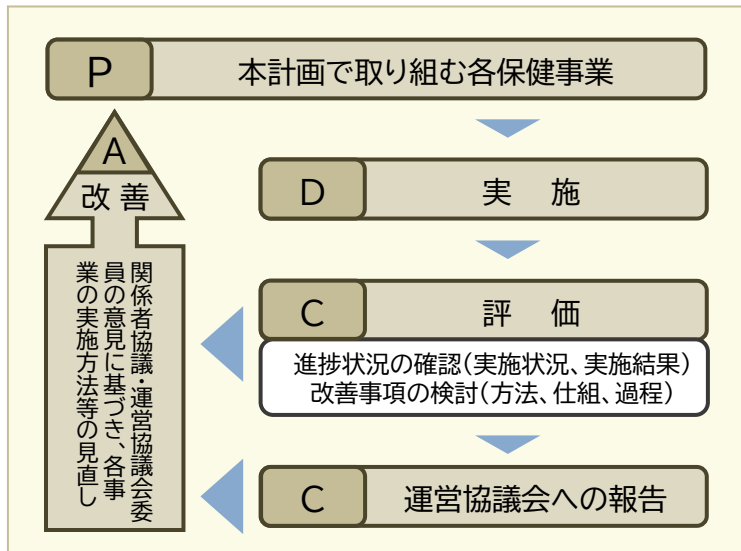 P 本計画で取り組む各保健事業
A
改善
D 実 施
C 評 価
進捗状況の確認(実施状況、実施結果)
改善事項の検討(方法、仕組、過程)
C 運営協議会への報告
関係者協議・運営協議会委
員の意見に基づき、各事
業の実施方法等の見直し